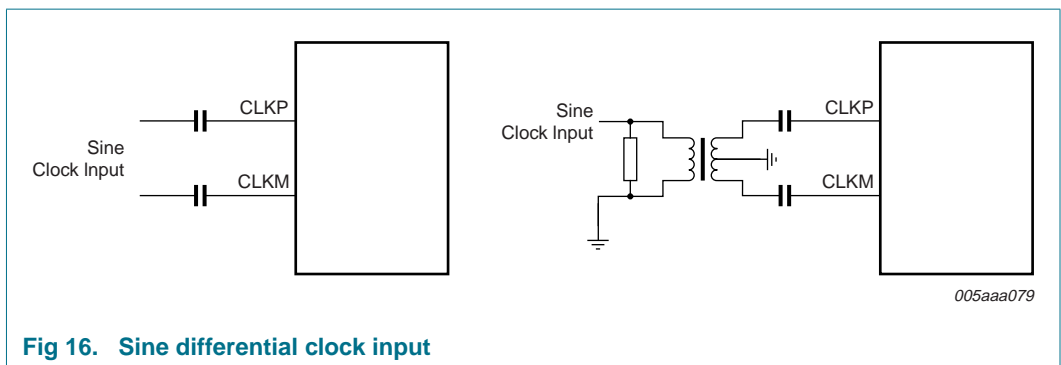 CLKP
Sine
Clock Input
CLKM
Sine
Clock Input
CLKP
CLKM
005aaa079
Fig 16. Sine differential clock input